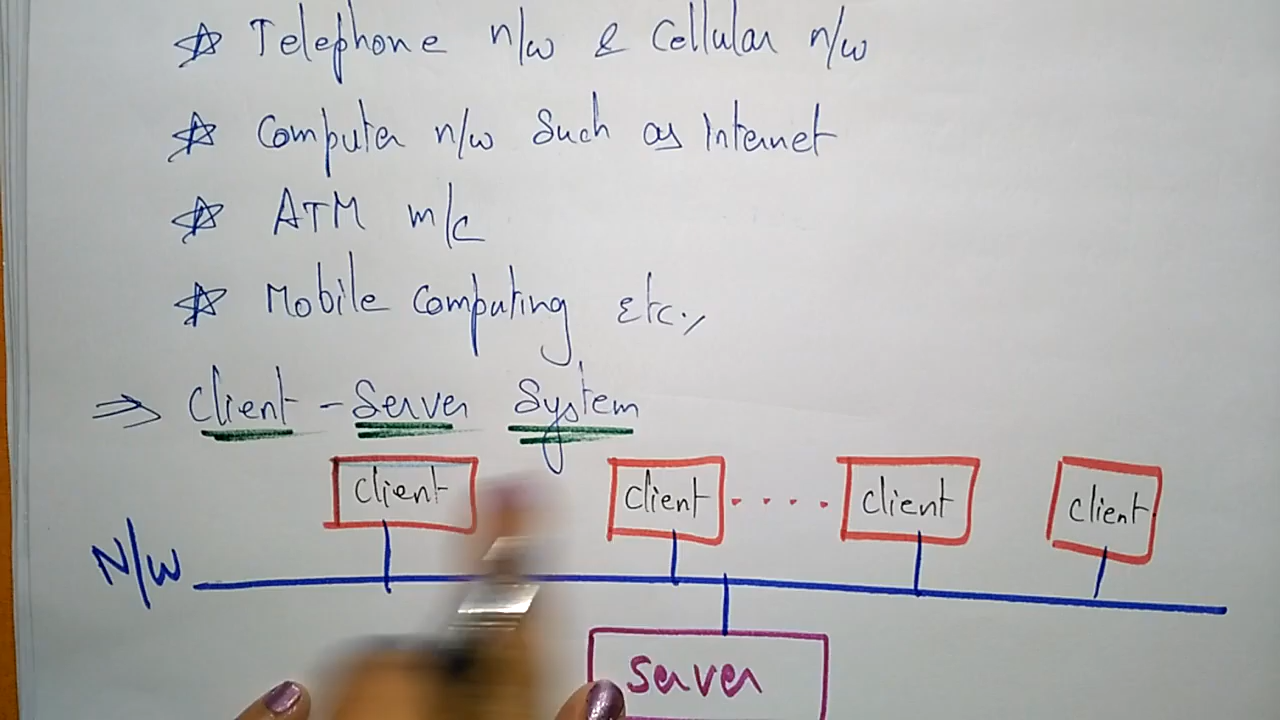 ☆ Telephone n/w & Cellular n/w
☆ Computer n/w Such as Internet
☆ ATM m/c
☆ Mobile Computing etc.,
⇒ Client - Server System
client client .... client client
N/W
server